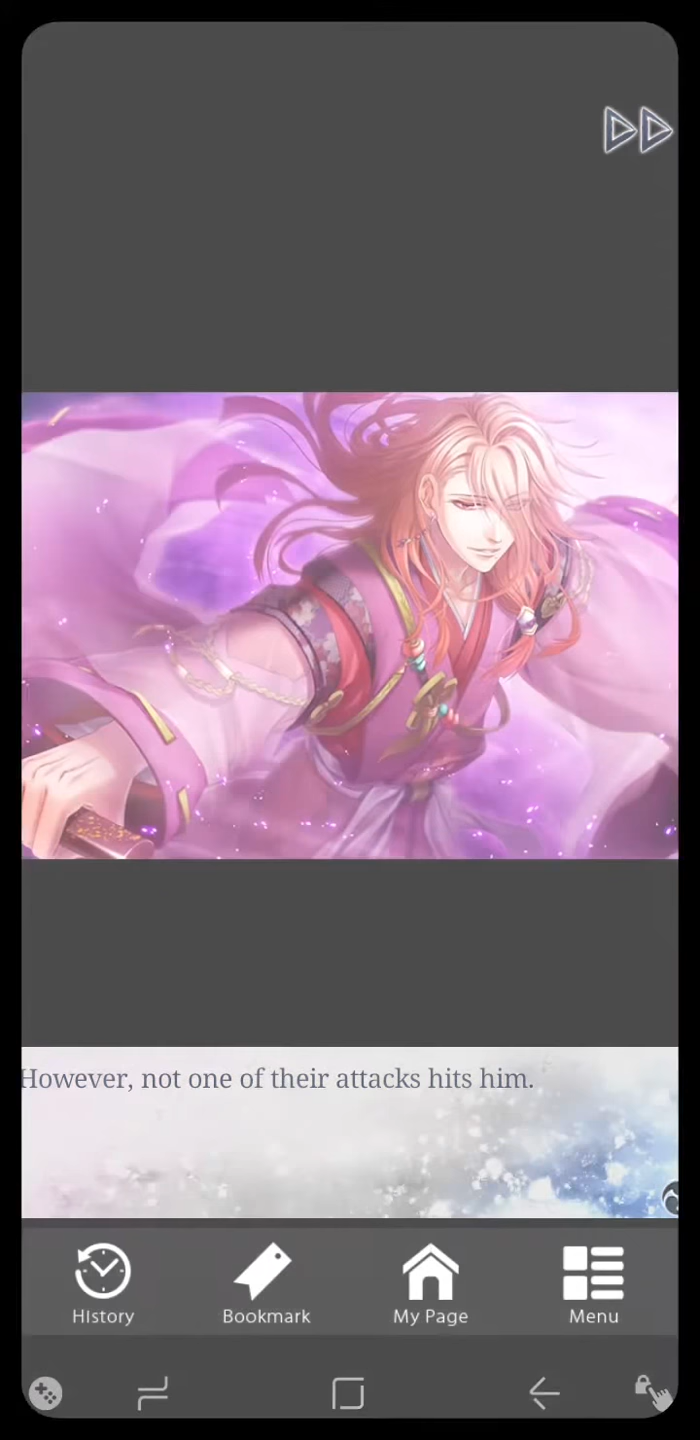 However, not one of their attacks hits him.
History
Bookmark
My Page
Menu